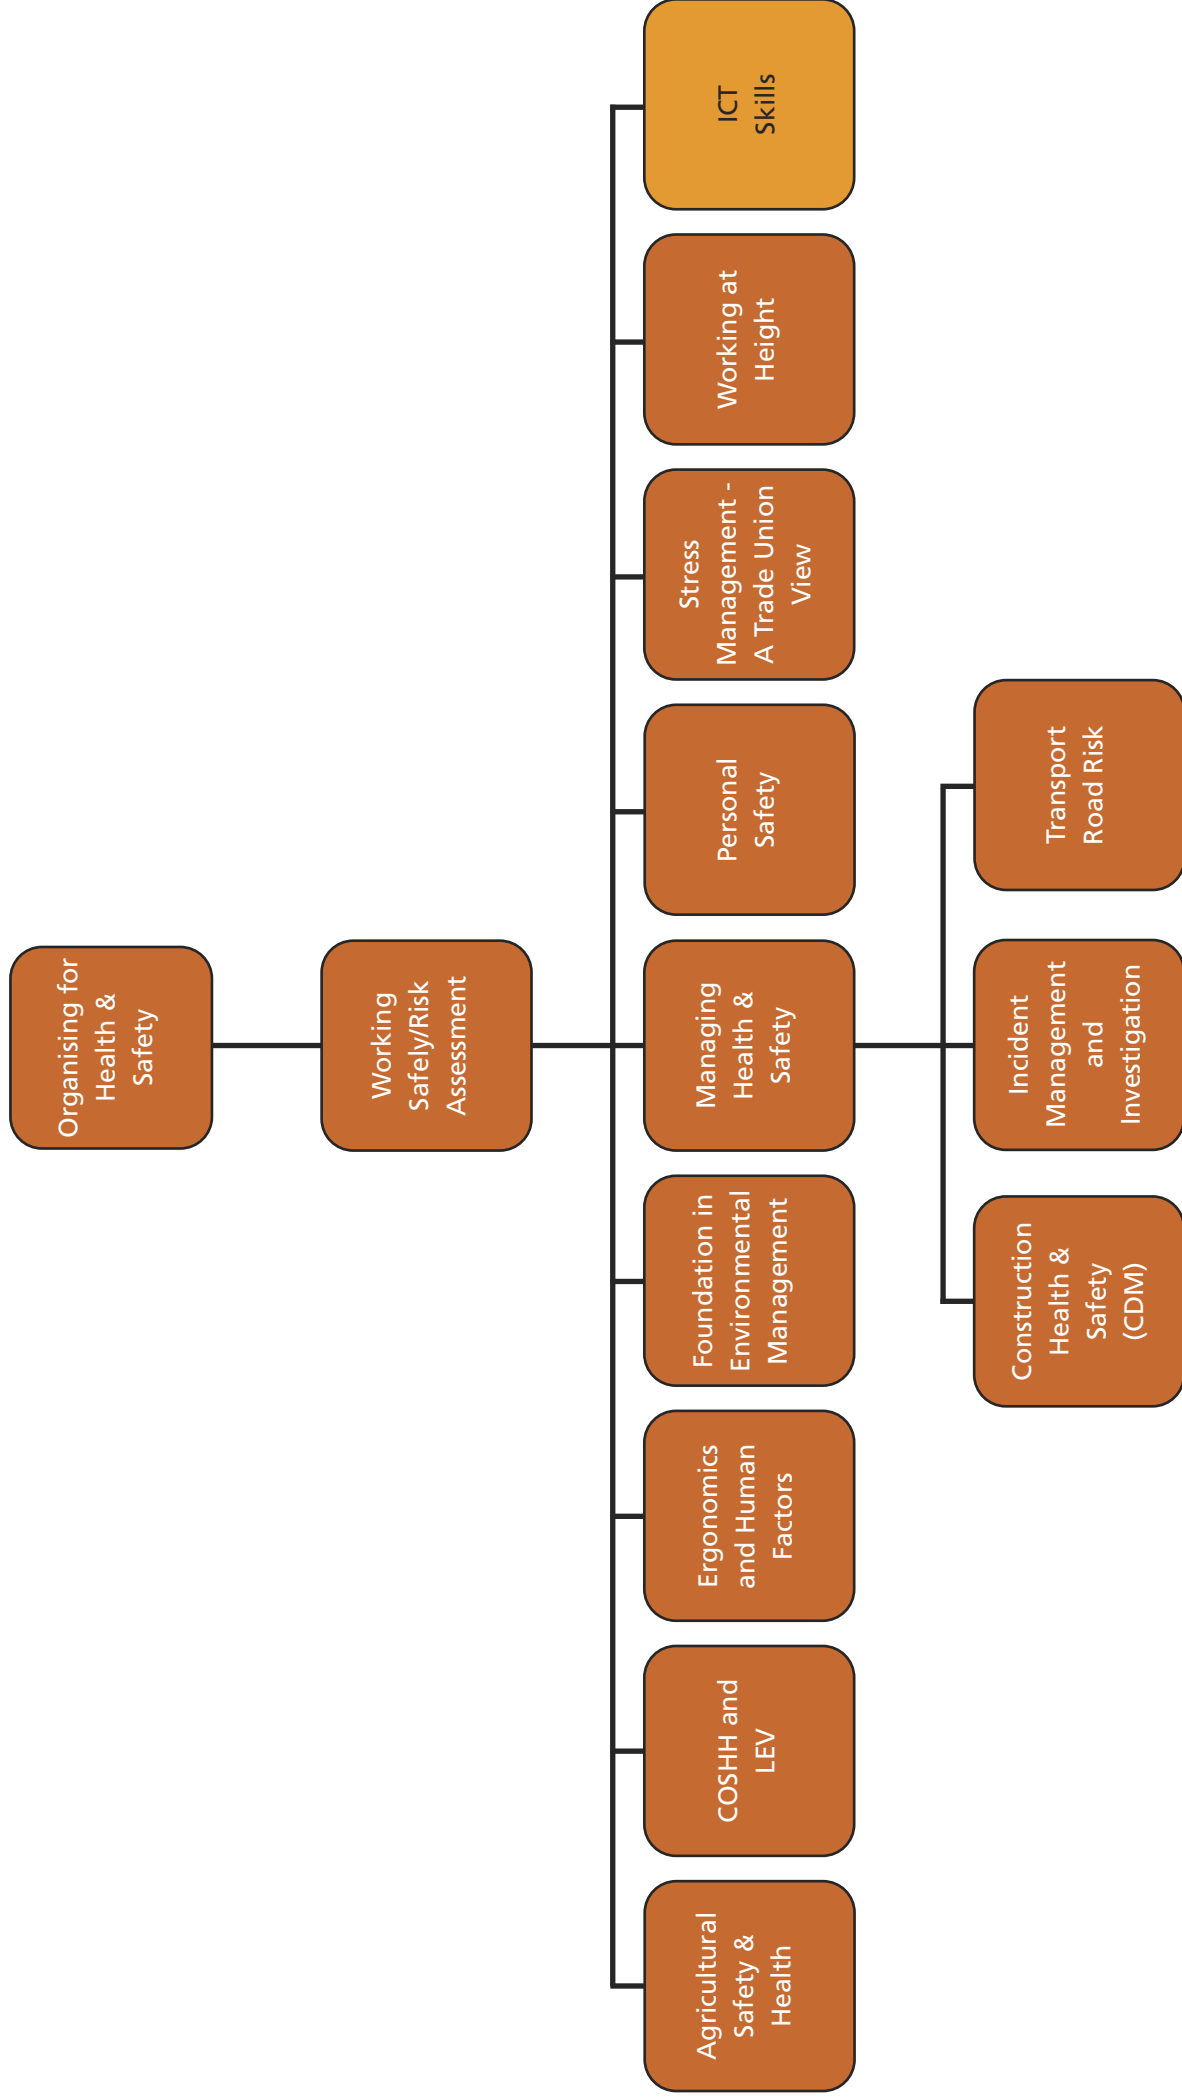 Organising for
Health &
Safety
Working
Safely/Risk
Assessment
Agricultural
Safety &
Health
COSHH and
LEV
Ergonomics
and Human
Factors
Foundation in
Environmental
Management
Managing
Health &
Safety
Personal
Safety
Stress
Management -
A Trade Union
View
Working at
Height
ICT
Skills
Construction
Health &
Safety
(CDM)
Incident
Management
and
Investigation
Transport
Road Risk